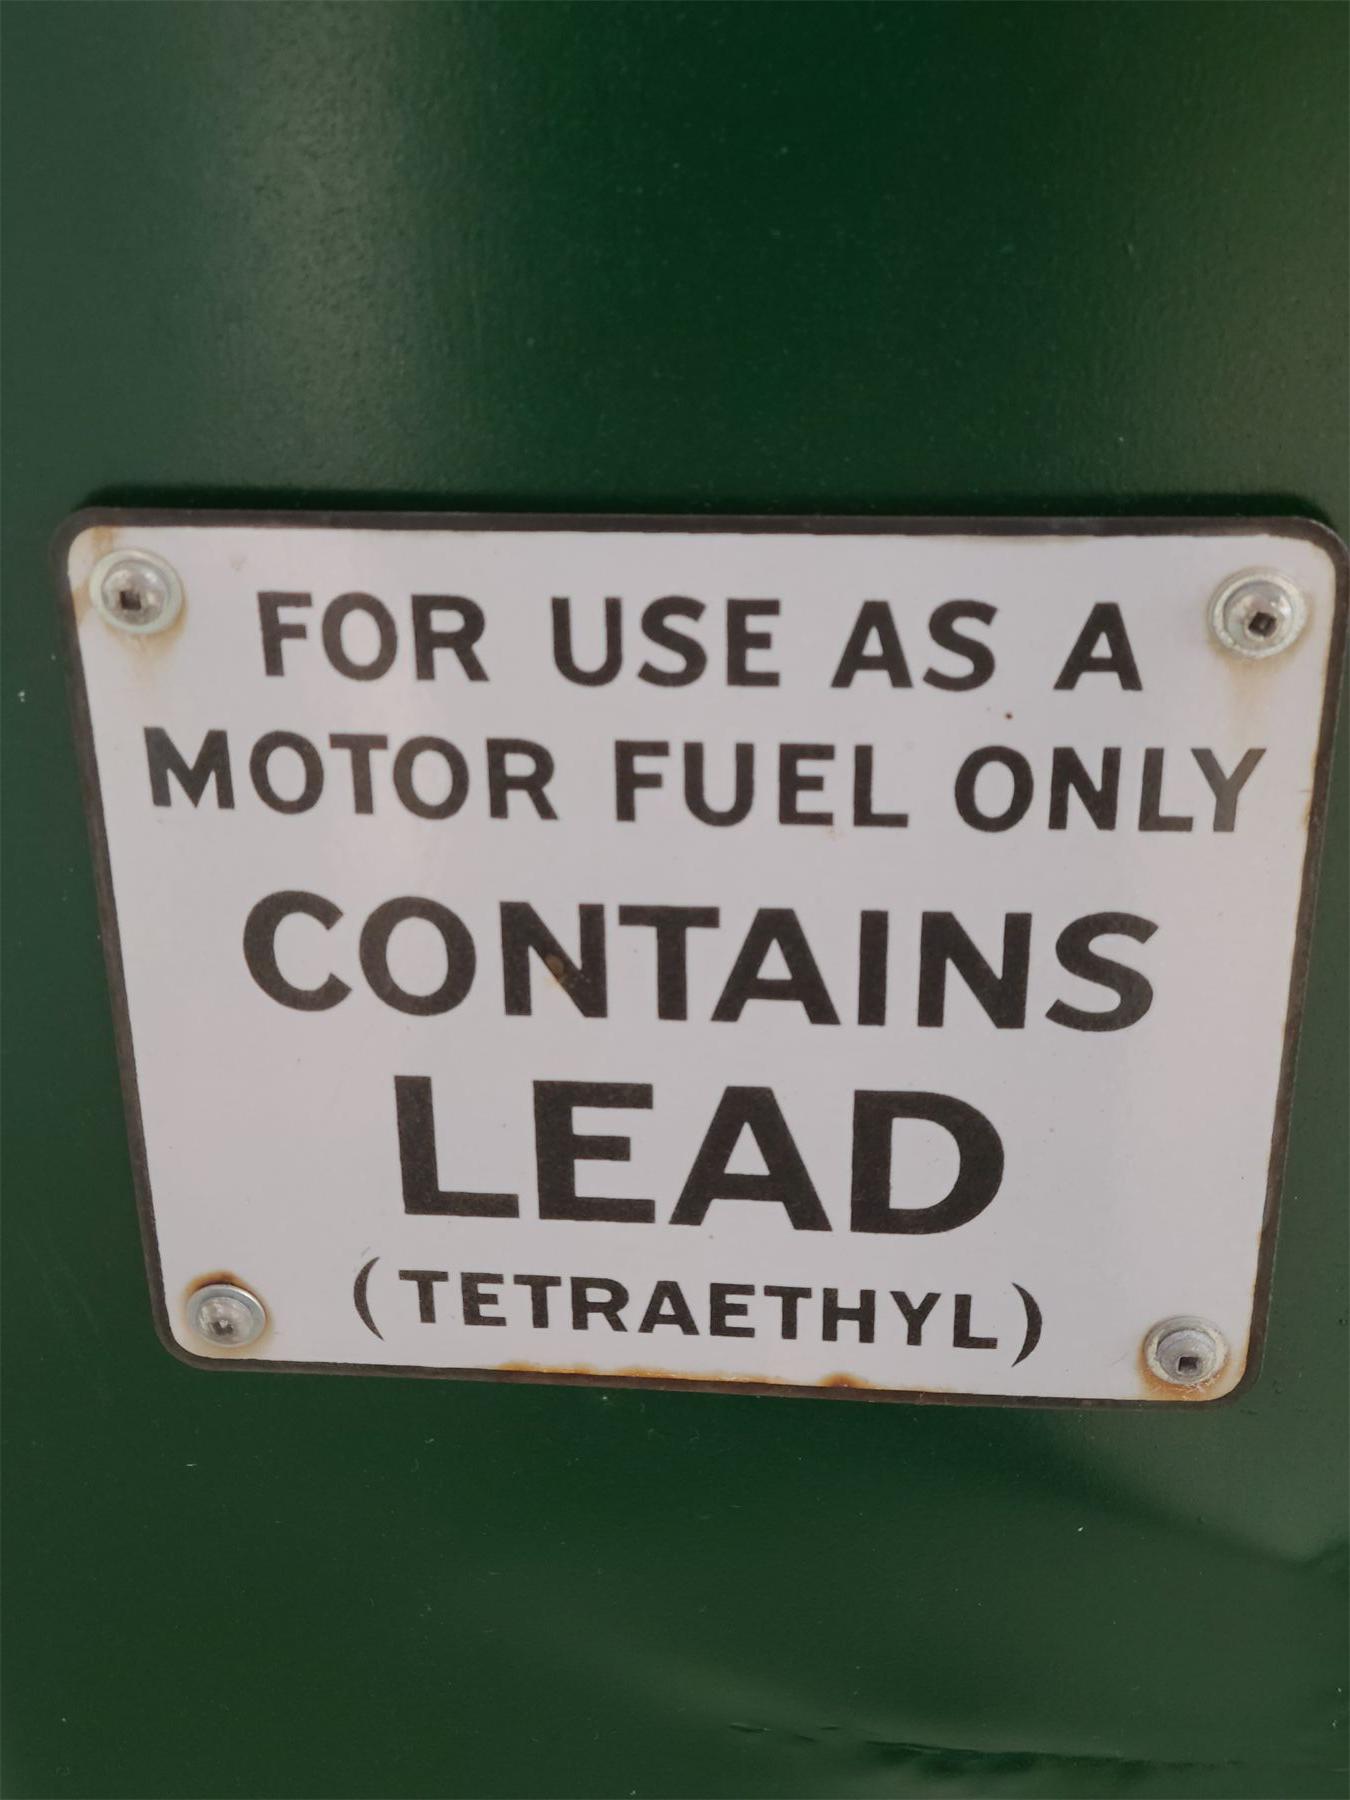 FOR USE AS A
MOTOR FUEL ONLY
CONTAINS
LEAD
(TETRAETHYL)